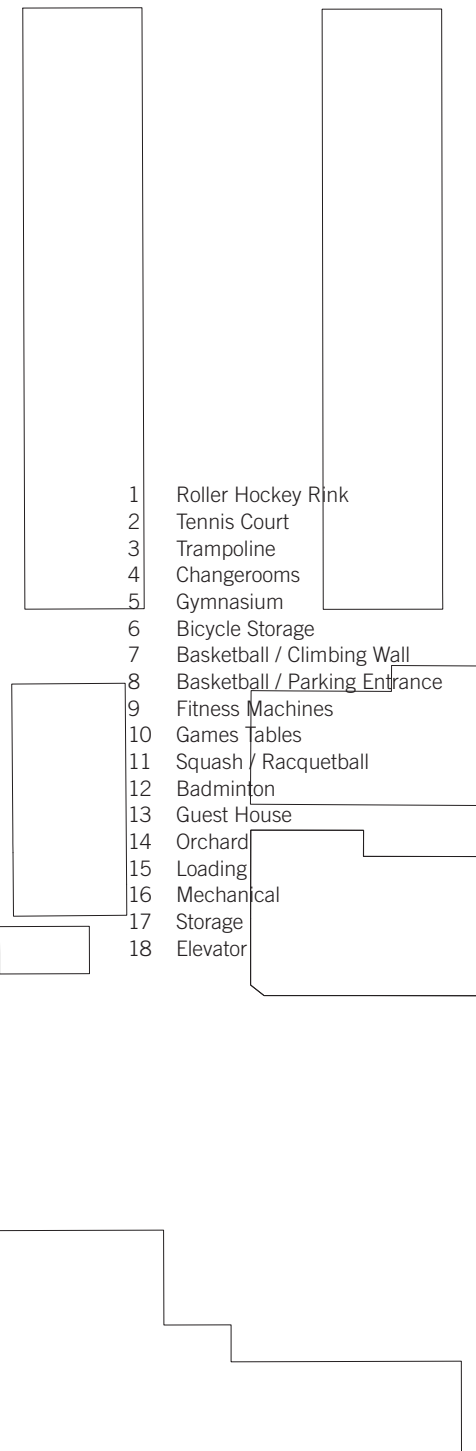 1 Roller Hockey Rink
2 Tennis Court
3 Trampoline
4 Changerooms
5 Gymnasium
6 Bicycle Storage
7 Basketball / Climbing Wall
8 Basketball / Parking Entrance
9 Fitness Machines
10 Games Tables
11 Squash / Racquetball
12 Badminton
13 Guest House
14 Orchard
15 Loading
16 Mechanical
17 Storage
18 Elevator